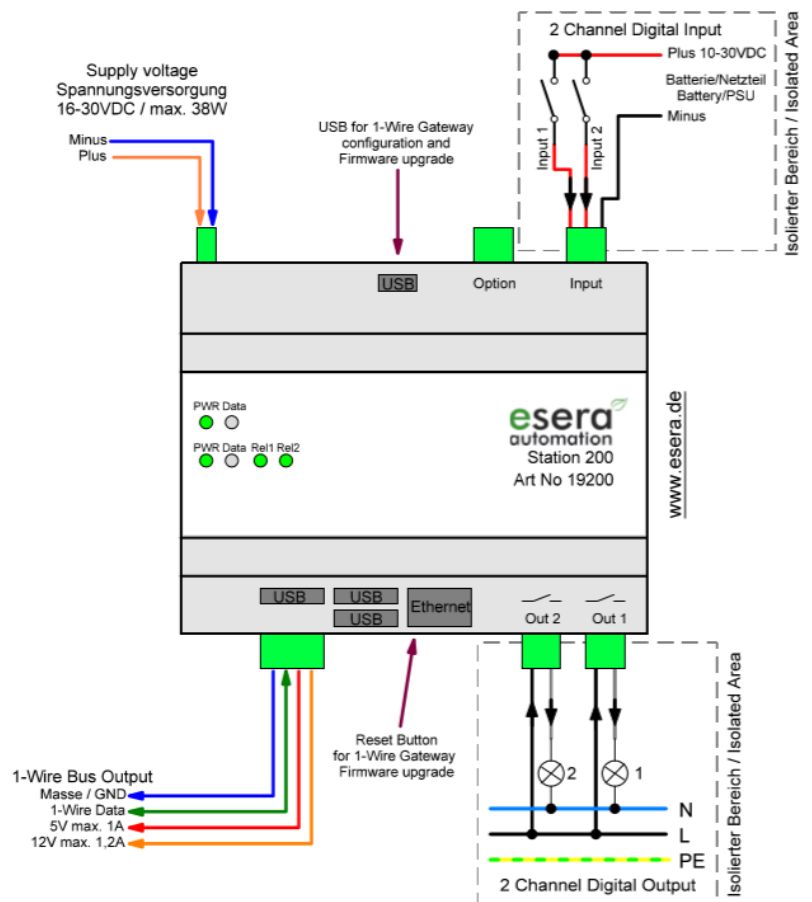 2 Channel Digital Input
Plus 10-30VDC
Batterie/Netzteil
Battery/PSU
Minus
Input 1
Input 2
Isolierter Bereich / Isolated Area
Supply voltage
Spannungsversorgung
16-30VDC / max. 38W
Minus
Plus
USB for 1-Wire Gateway
configuration and
Firmware upgrade
USB
Option
Input
PWR Data
PWR Data Rel1 Rel2
esera
automation
Station 200
Art No 19200
www.esera.de
USB
USB
USB
Ethernet
Out 2
Out 1
Reset Button
for 1-Wire Gateway
Firmware upgrade
1-Wire Bus Output
Masse / GND
1-Wire Data
5V max. 1A
12V max. 1,2A
2
1
N
L
PE
2 Channel Digital Output
Isolierter Bereich / Isolated Area